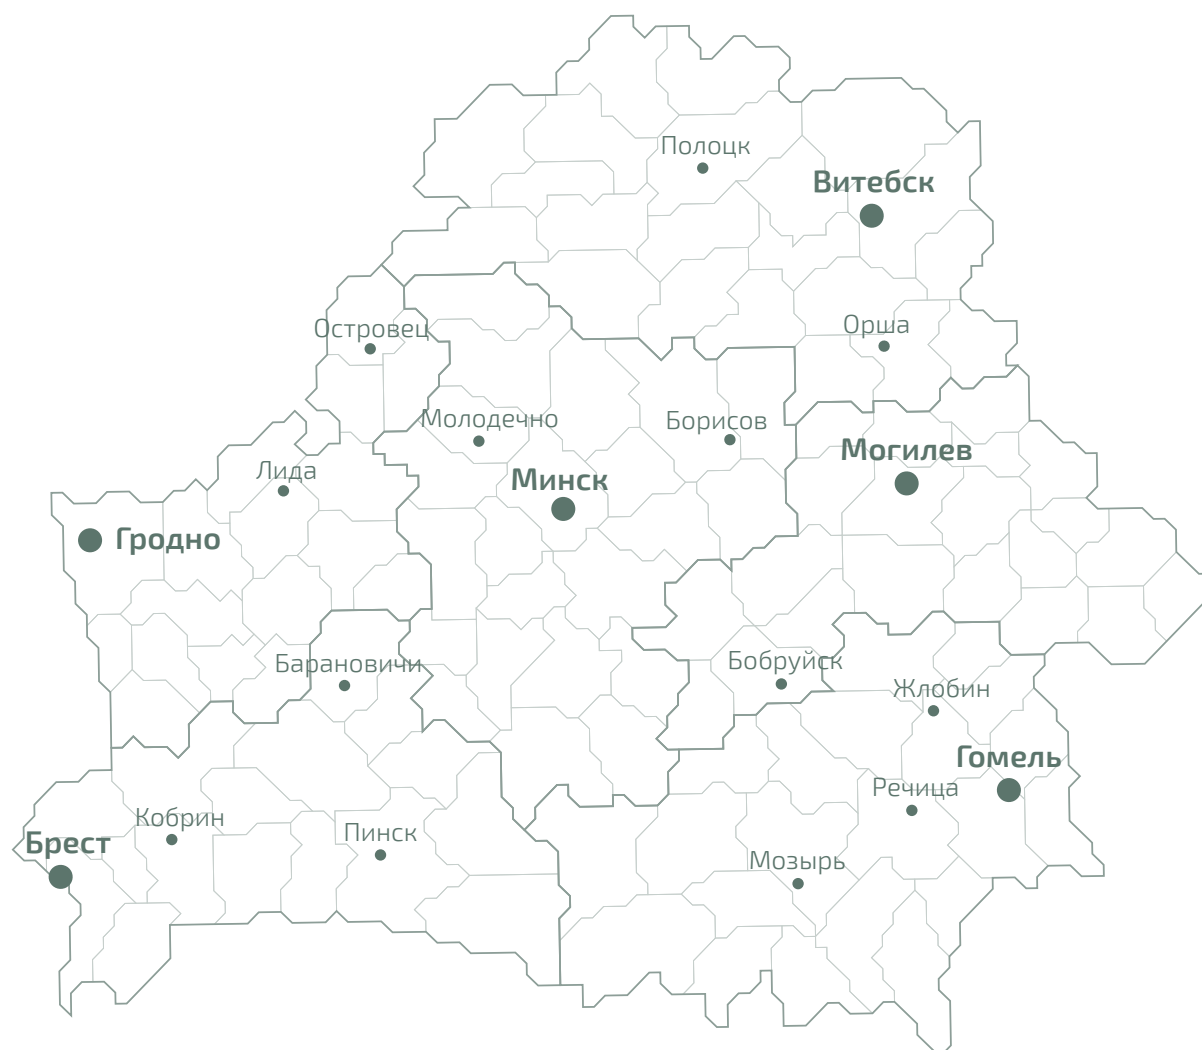 Полоцк
Витебск
Островец
Орша
Молодечно
Борисов
Могилев
Лида
Минск
Гродно
Барановичи
Бобруйск
Жлобин
Гомель
Речица
Кобрин
Пинск
Брест
Мозырь